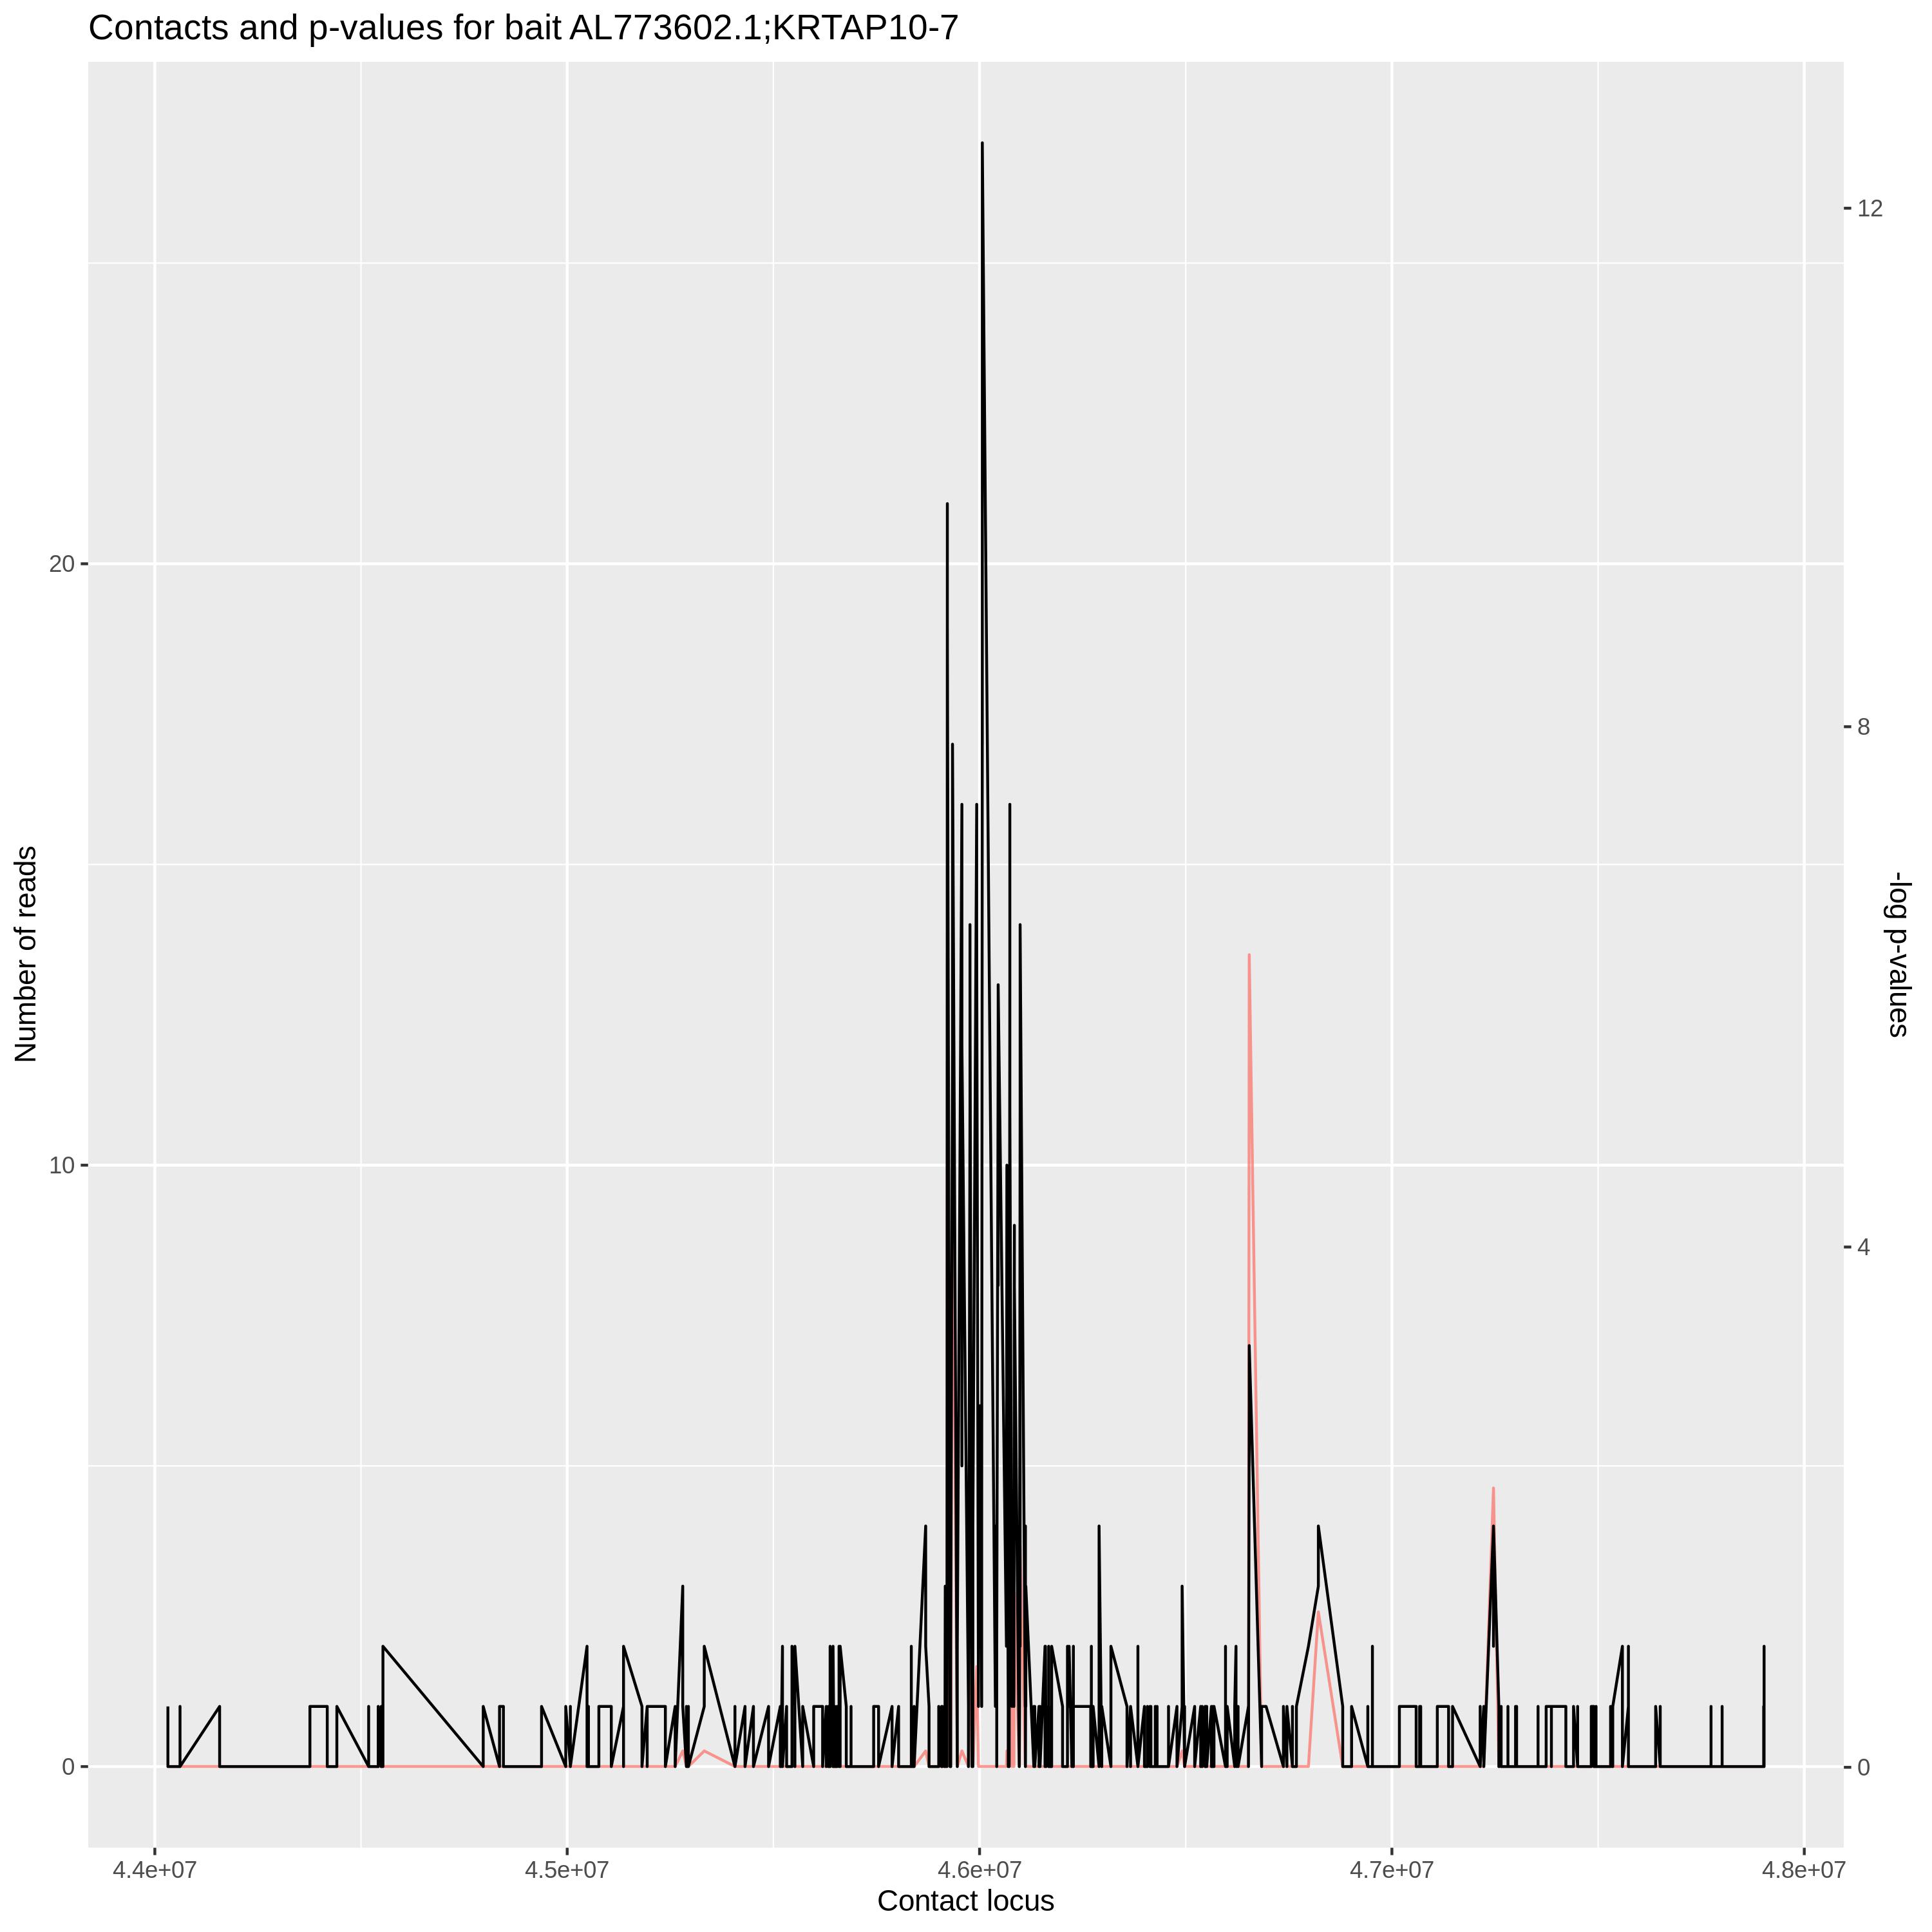 Contacts and p-values for bait AL773602.1;KRTAP10-7
12
20
8
Number of reads
-log p-values
10
4
0
0
4.4e+07
4.5e+07
4.6e+07
4.7e+07
4.8e+07
Contact locus